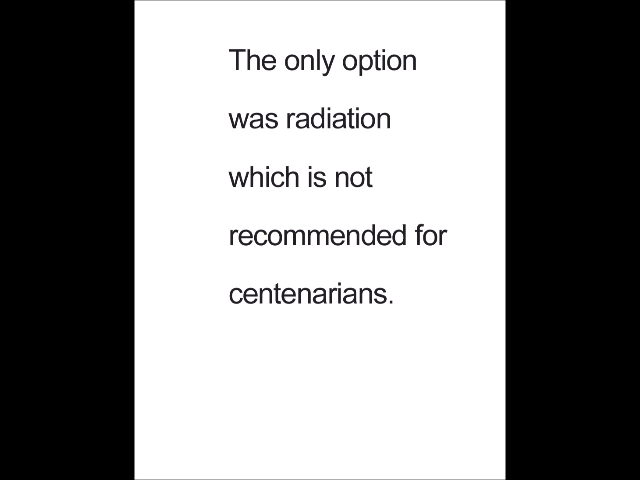 The only option
was radiation
which is not
recommended for
centenarians.